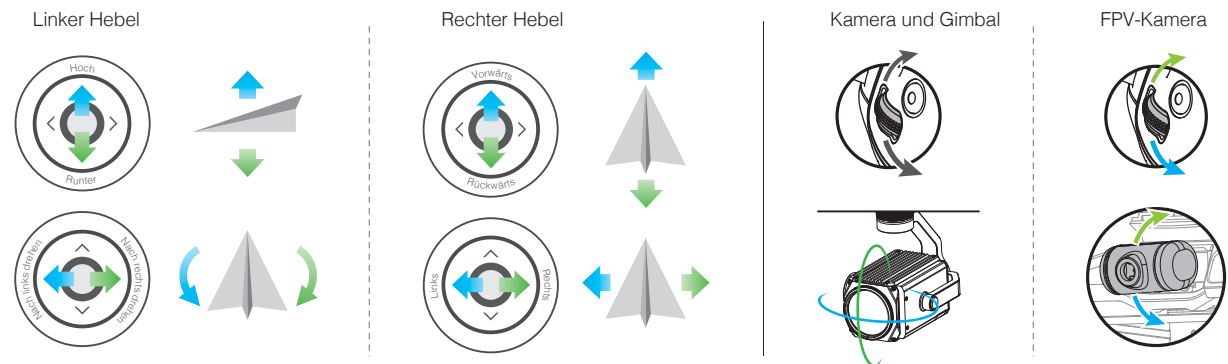 Linker Hebel
Hoch
Runter
Nach links drehen
Nach rechts drehen
Rechter Hebel
Vorwärts
Rückwärts
Links
Rechts
Kamera und Gimbal
FPV-Kamera